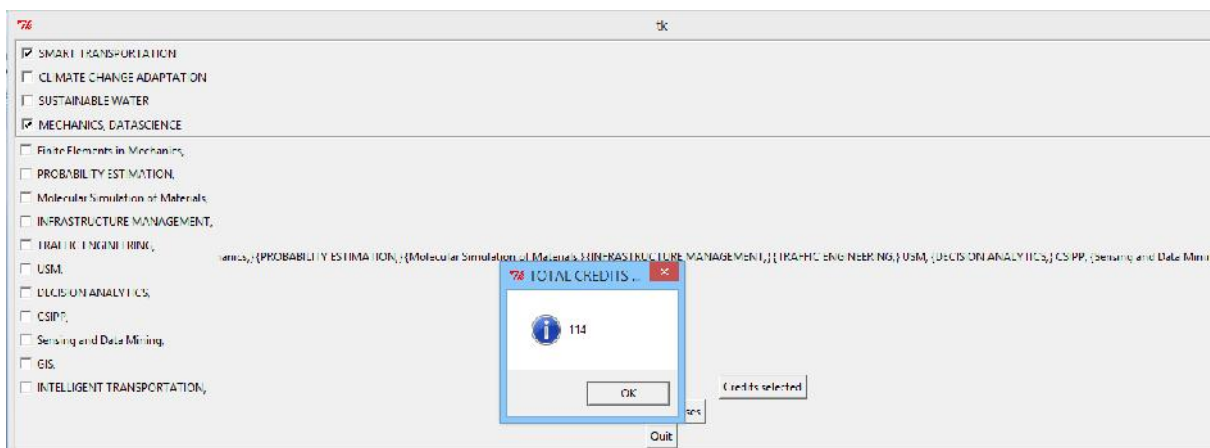 tk
SMART TRANSPORTATION
CLIMATE CHANGE ADAPTATION
SUSTAINABLE WATER
MECHANICS, DATASCIENCE
Finite Elements in Mechanics,
PROBABILITY ESTIMATION,
Molecular Simulation of Materials,
INFRASTRUCTURE MANAGEMENT,
TRAFFIC ENGINEERING,
anics,} {PROBABILITY ESTIMATION,} {Molecular Simulation of Materials,} {INFRASTRUCTURE MANAGEMENT,} {TRAFFIC ENGINEERING,} USM, {DECISION ANALYTICS,} CSIPP, {Sensing and Data Mini
USM,
TOTAL CREDITS ...
DECISION ANALYTICS,
CSIPP,
114
Sensing and Data Mining,
GIS,
INTELLIGENT TRANSPORTATION,
OK
Credits selected
ses
Quit